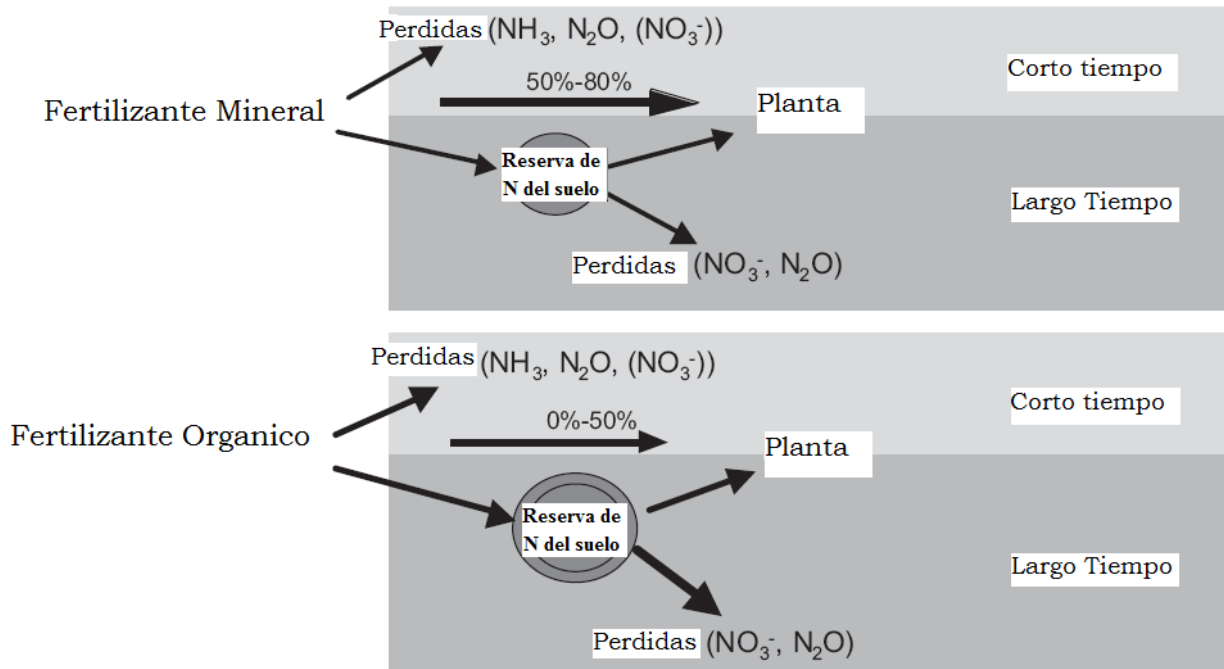 Perdidas (NH₃, N₂O, (NO₃⁻))
Corto tiempo
50%-80%
Planta
Fertilizante Mineral
Reserva de
N del suelo
Largo Tiempo
Perdidas (NO₃⁻, N₂O)
Perdidas (NH₃, N₂O, (NO₃⁻))
Corto tiempo
0%-50%
Fertilizante Organico
Planta
Reserva de
N del suelo
Largo Tiempo
Perdidas (NO₃⁻, N₂O)